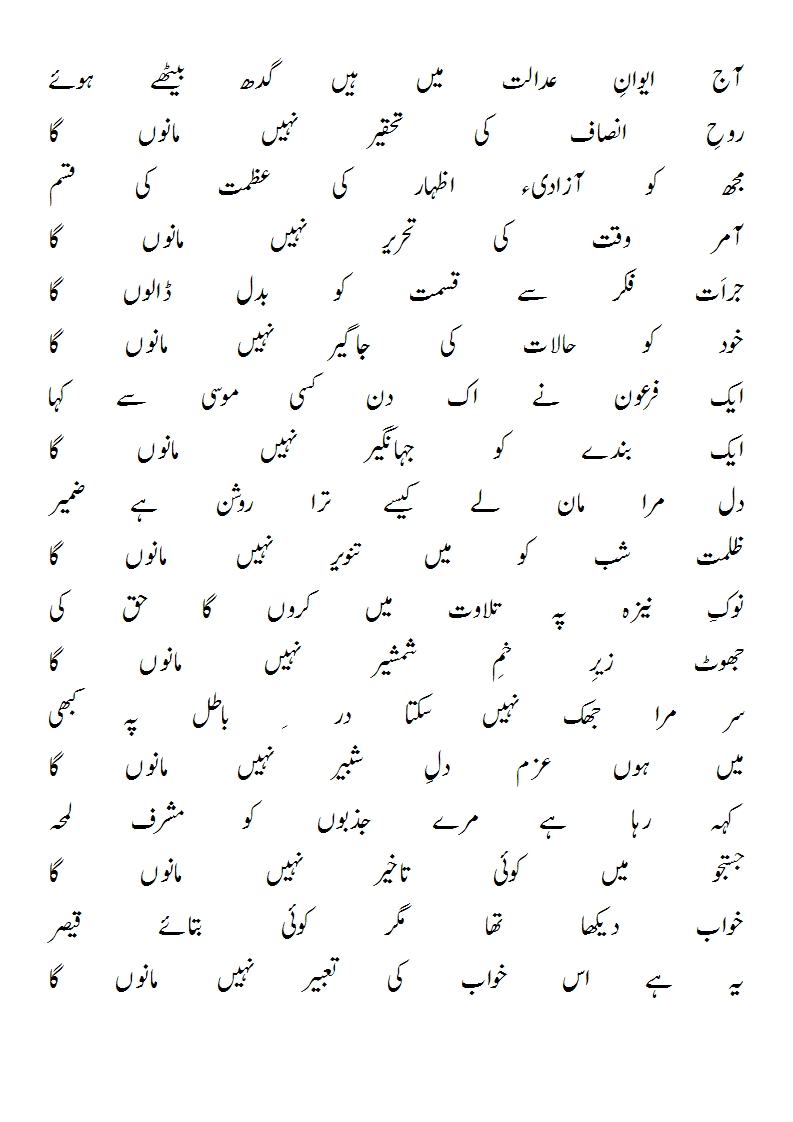 آج ایوانِ عدالت میں ہیں گدھ بیٹھے ہوئے
روحِ انصاف کی تحقیر نہیں مانوں گا
مجھ کو آزادیء اظہار کی عظمت کی قسم
آمر وقت کی تحریر نہیں مانوں گا
جرأت فکر سے قسمت کو بدل ڈالوں گا
خود کو حالات کی جاگیر نہیں مانوں گا
ایک فرعون نے اک دن کسی موسی سے کہا
ایک بندے کو جہانگیر نہیں مانوں گا
دل مرا مان لے کیسے ترا روشن ہے ضمیر
ظلمت شب کو میں تنویر نہیں مانوں گا
نوکِ نیزہ پہ تلاوت میں کروں گا حق کی
جھوٹ زیرِ خمِ شمشیر نہیں مانوں گا
سر مرا جھک نہیں سکتا در ِ باطل پہ کبھی
میں ہوں عزم دلِ شبیر نہیں مانوں گا
کہہ رہا ہے مرے جذبوں کو مشرف لمحہ
جستجو میں کوئی تاخیر نہیں مانوں گا
خواب دیکھا تھا مگر کوئی بتائے قیصر
یہ ہے اس خواب کی تعبیر نہیں مانوں گا